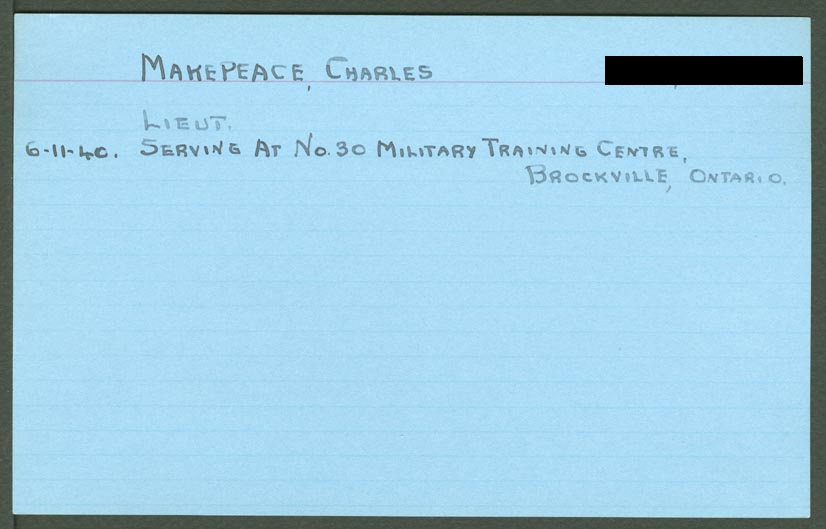 MAKEPEACE, CHARLES
LIEUT.
6-11-40. SERVING AT NO. 30 MILITARY TRAINING CENTRE,
BROCKVILLE, ONTARIO.